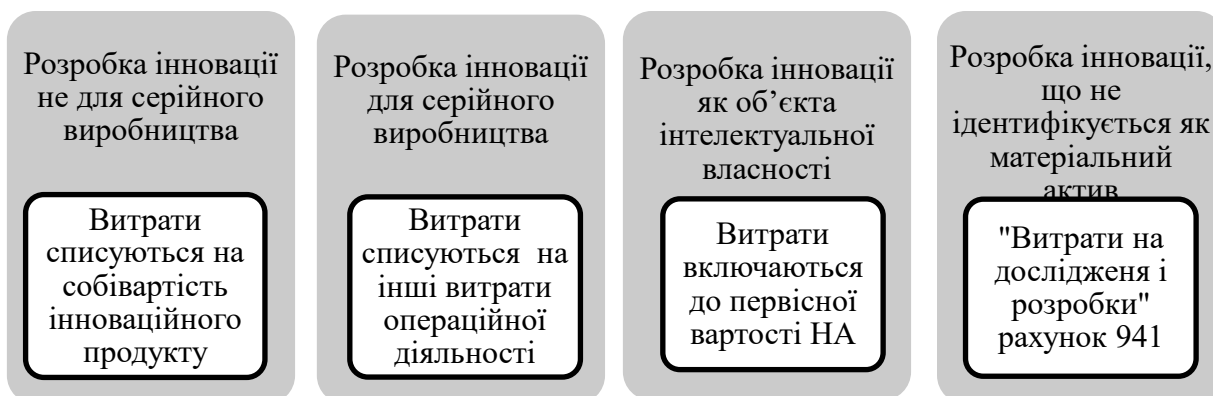 Розробка інновації
не для серійного
виробництва
Витрати
списуються на
собівартість
інноваційного
продукту
Розробка інновації
для серійного
виробництва
Витрати
списуються на
інші витрати
операційної
діяльності
Розробка інновації
як об’єкта
інтелектуальної
власності
Витрати
включаються
до первісної
вартості НА
Розробка інновації,
що не
ідентифікується як
матеріальний
актив
"Витрати на
дослідженя і
розробки"
рахунок 941